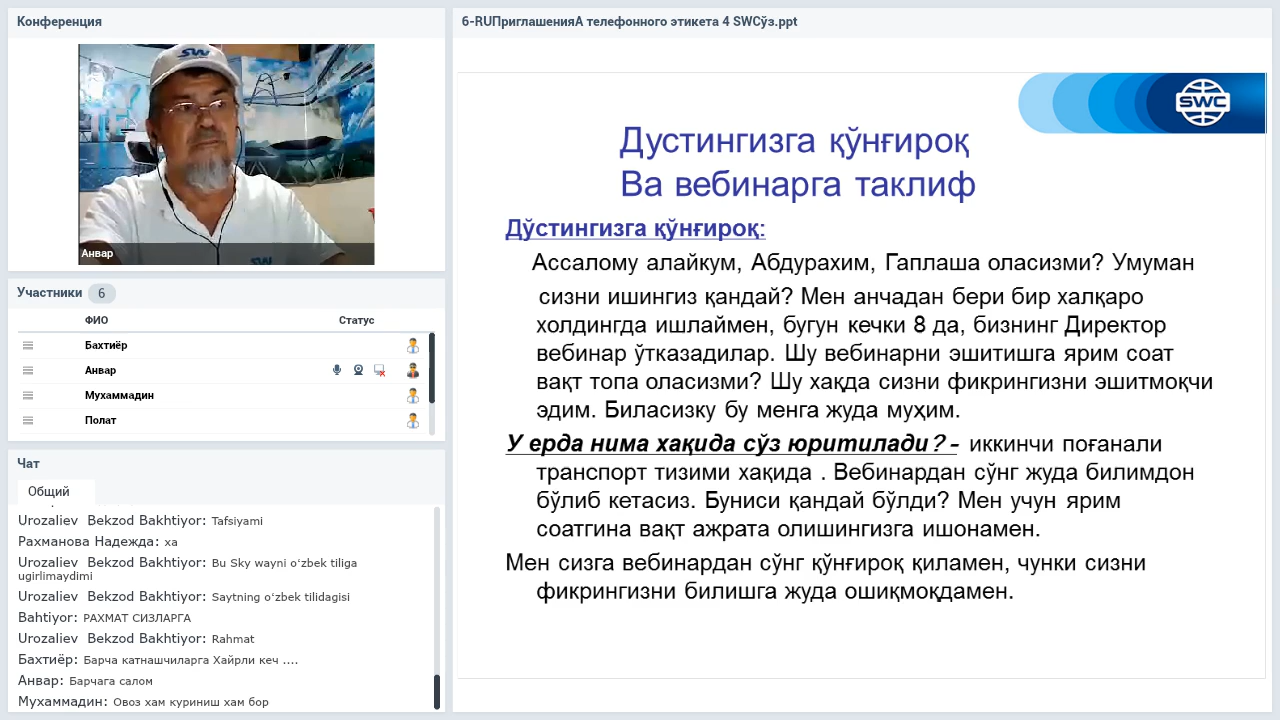 Конференция
SW
Анвар
SW
Участники 6
ФИО Статус
Бахтиёр
Анвар
Мухаммадин
Полат
Чат
Общий
Urozaliev Bekzod Bakhtiyor: Tafsiyami
Рахманова Надежда: ха
Urozaliev Bekzod Bakhtiyor: Bu Sky wayni o‘zbek tiliga
ugirlimaydimi
Urozaliev Bekzod Bakhtiyor: Saytning o‘zbek tilidagisi
Bahtiyor: РАХМАТ СИЗЛАРГА
Urozaliev Bekzod Bakhtiyor: Rahmat
Бахтиёр: Барча катнашчиларга Хайрли кеч ....
Анвар: Барчага салом
Мухаммадин: Овоз хам куриниш хам бор
6-RUПриглашенияА телефонного этикета 4 SWCўз.ppt
SWC
Дустингизга қўнғироқ
Ва вебинарга таклиф
Дўстингизга қўнғироқ:
Ассалому алайкум, Абдурахим, Гаплаша оласизми? Умуман
сизни ишингиз қандай? Мен анчадан бери бир халқаро
холдингда ишлаймен, бугун кечки 8 да, бизнинг Директор
вебинар ўтказадилар. Шу вебинарни эшитишга ярим соат
вақт топа оласизми? Шу хақда сизни фикрингизни эшитмоқчи
эдим. Биласизку бу менга жуда муҳим.
У ерда нима хақида сўз юритилади?- иккинчи поғанали
транспорт тизими хақида . Вебинардан сўнг жуда билимдон
бўлиб кетасиз. Буниси қандай бўлди? Мен учун ярим
соатгина вақт ажрата олишингизга ишонамен.
Мен сизга вебинардан сўнг қўнғироқ қиламен, чунки сизни
фикрингизни билишга жуда ошиқмоқдамен.